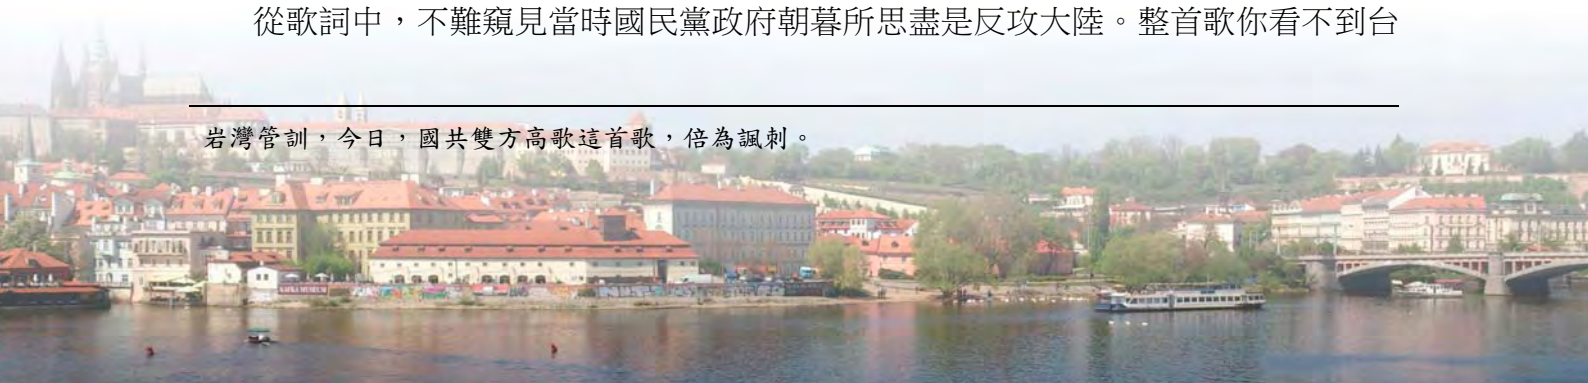 從歌詞中，不難窺見當時國民黨政府朝暮所思盡是反攻大陸。整首歌你看不到台
岩灣管訓，今日，國共雙方高歌這首歌，倍為諷刺。
KAFKA MUSEUM